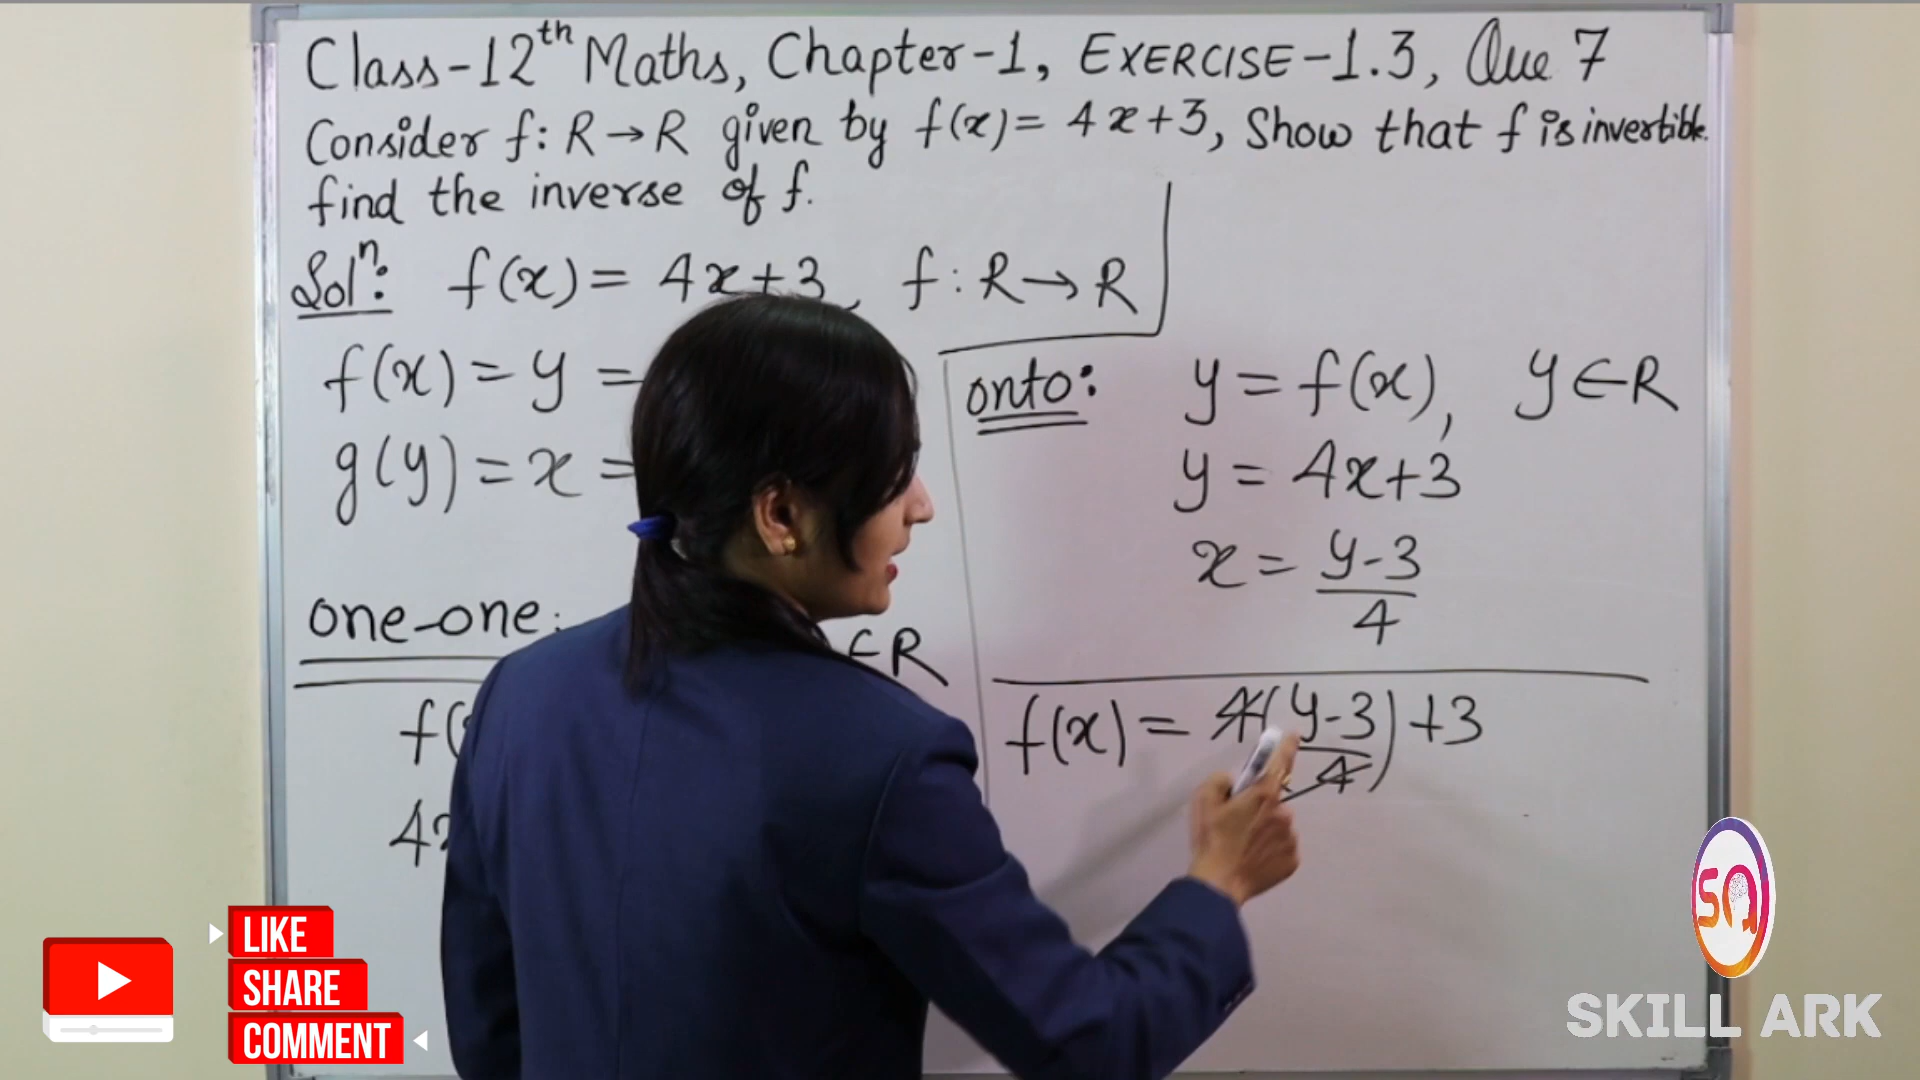 Class-12th Maths, Chapter-1, EXERCISE-1.3, Que 7
Consider f: R→R given by f(x)= 4x+3, Show that f is invertible.
find the inverse of f.
Solⁿ: f(x)= 4x+3, f: R→R
f(x)=y=
g(y)=x=
one-one: ∈R
f(
4x
onto: y=f(x), y∈R
y=4x+3
x=y-3
4
f(x)=4(y-3)+3
4
LIKE
SHARE
COMMENT
SKILL ARK